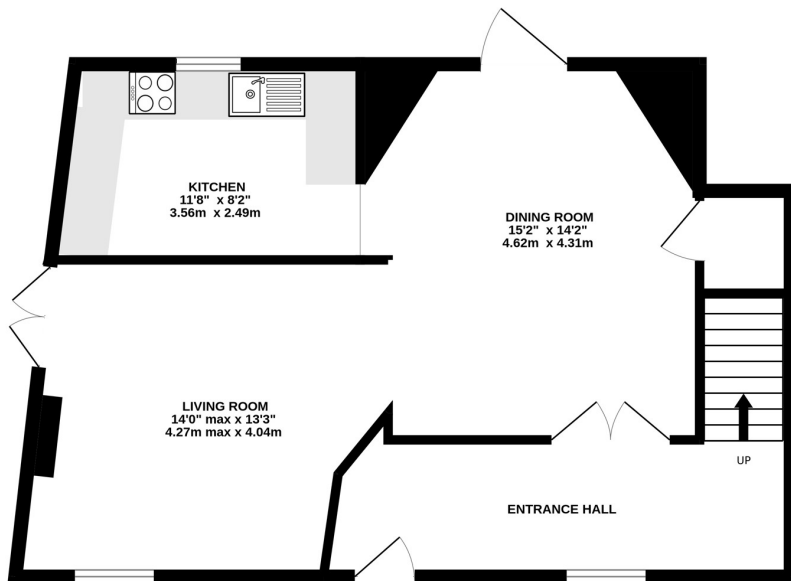 KITCHEN
11'8" x 8'2"
3.56m x 2.49m
DINING ROOM
15'2" x 14'2"
4.62m x 4.31m
LIVING ROOM
14'0" max x 13'3"
4.27m max x 4.04m
UP
ENTRANCE HALL